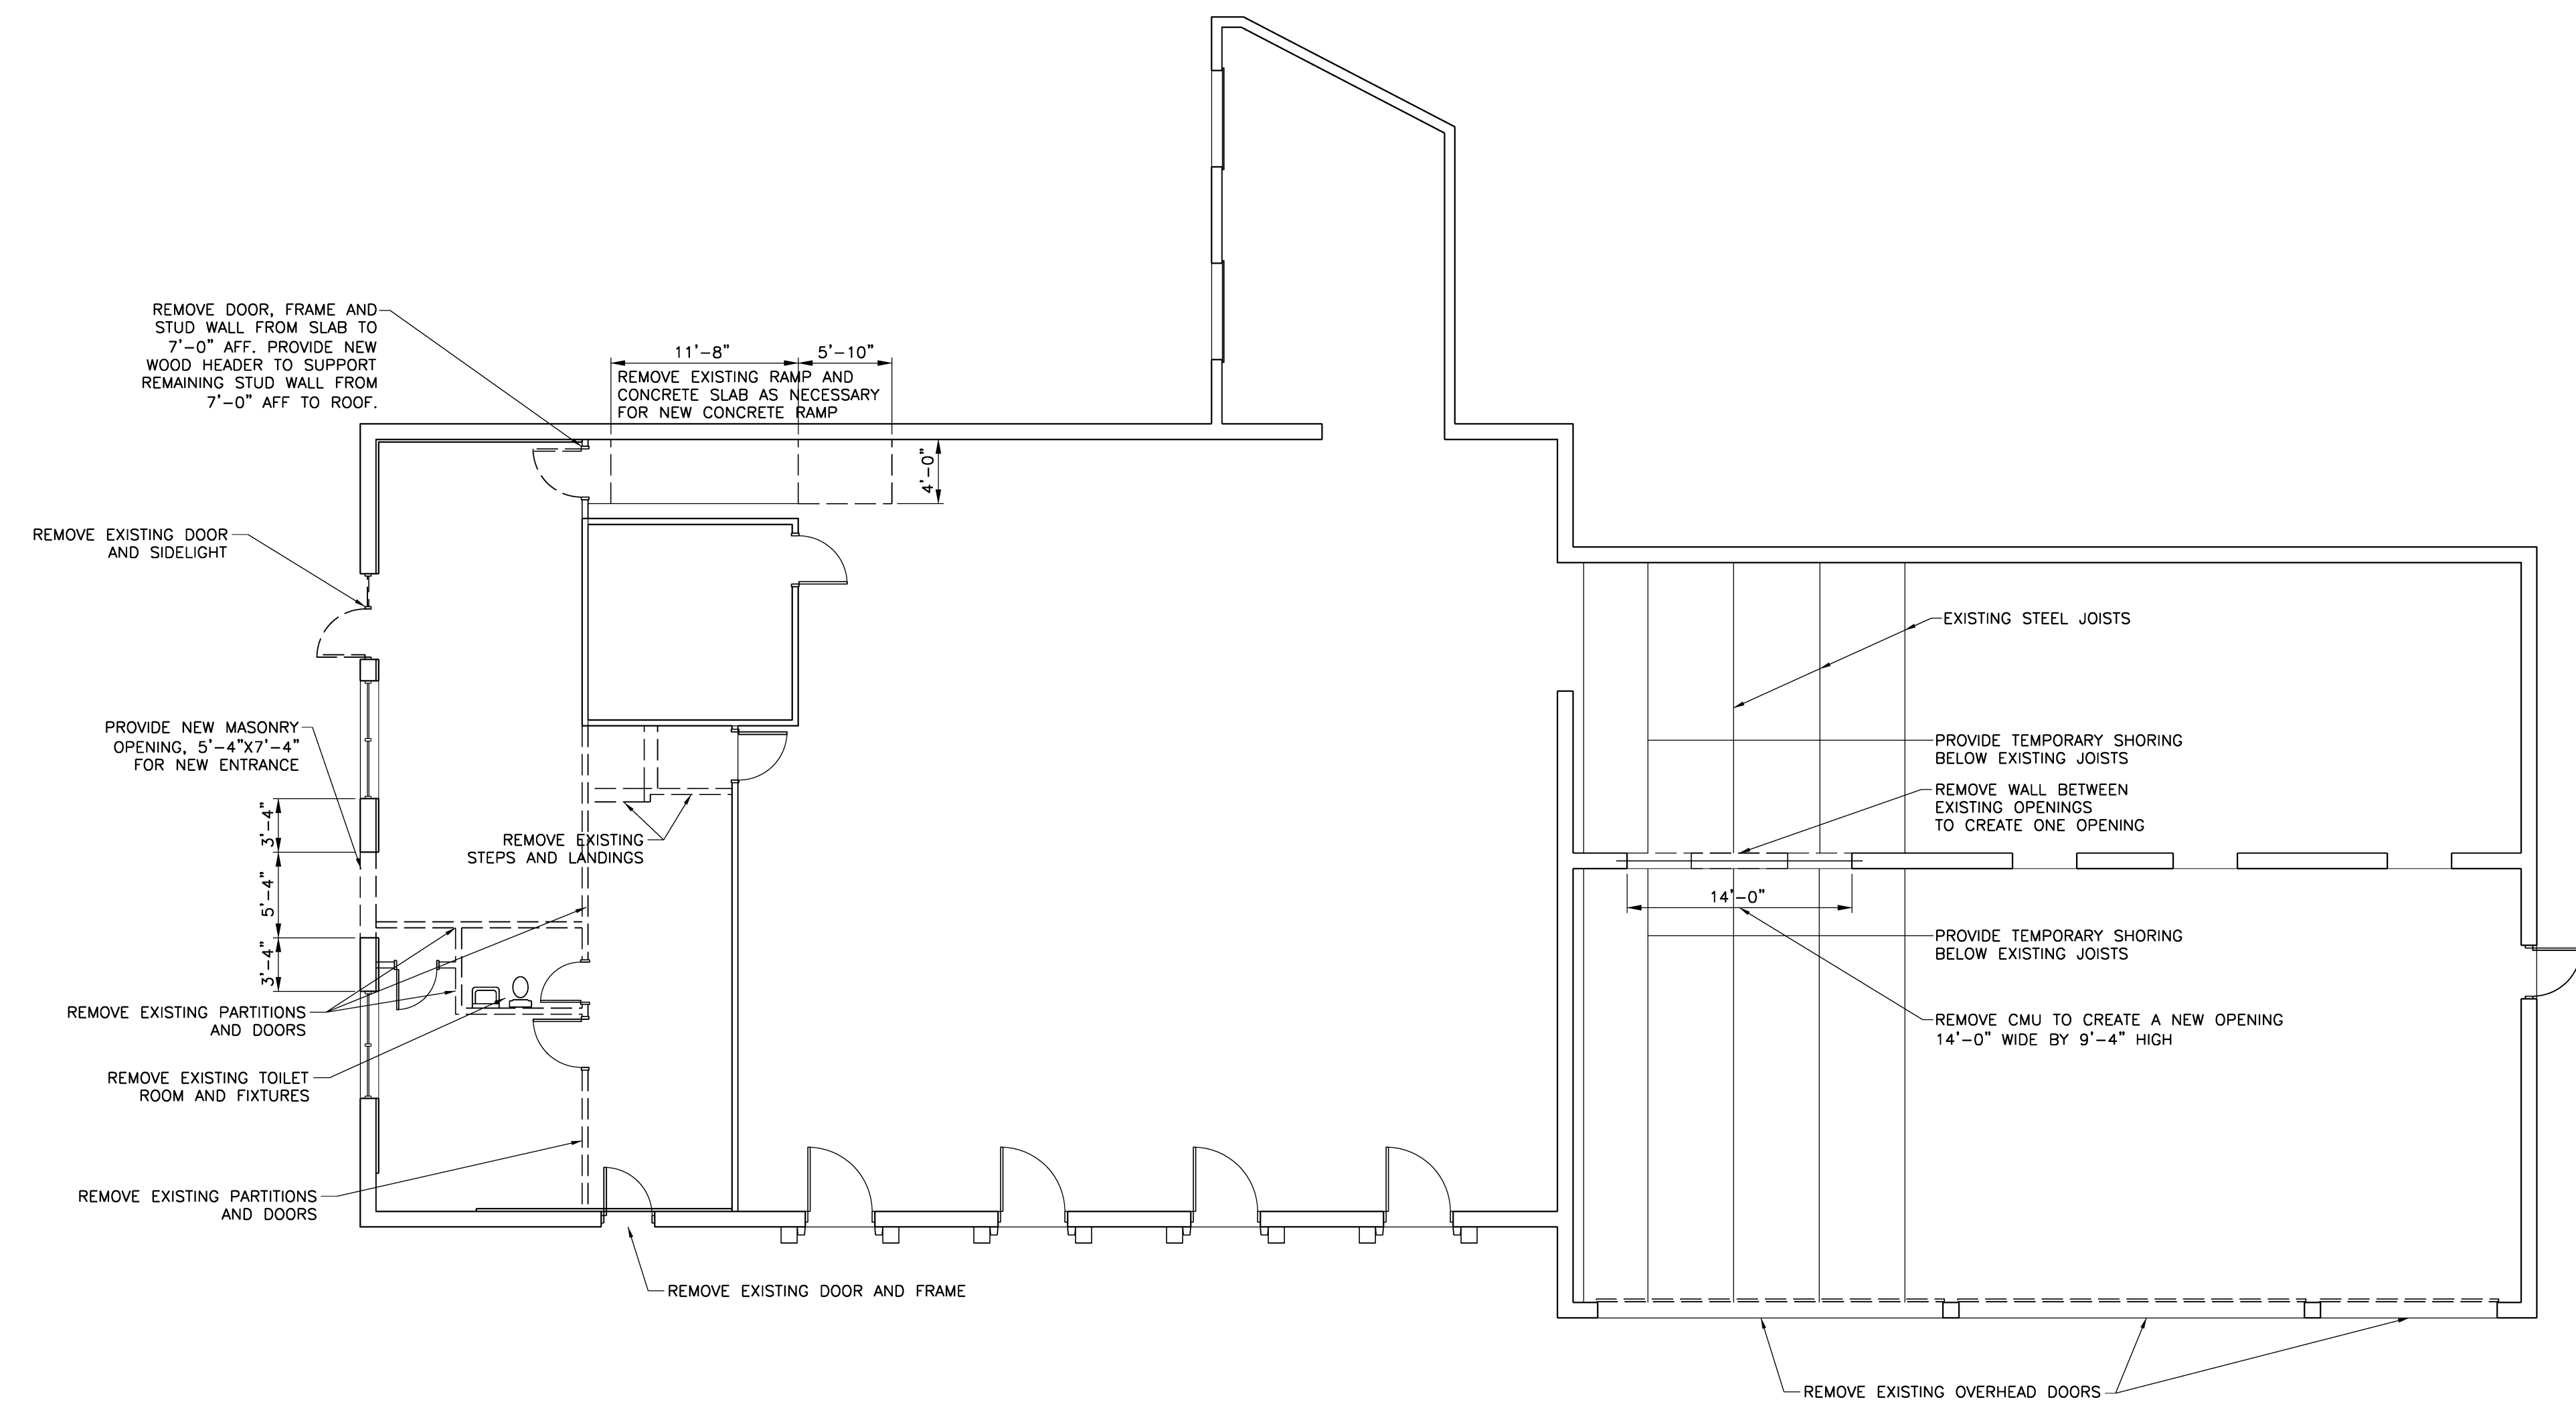 REMOVE DOOR, FRAME AND
STUD WALL FROM SLAB TO
7'-0" AFF. PROVIDE NEW
WOOD HEADER TO SUPPORT
REMAINING STUD WALL FROM
7'-0" AFF TO ROOF.
11'-8"
5'-10"
REMOVE EXISTING RAMP AND
CONCRETE SLAB AS NECESSARY
FOR NEW CONCRETE RAMP
4'-0"
REMOVE EXISTING DOOR
AND SIDELIGHT
EXISTING STEEL JOISTS
PROVIDE NEW MASONRY
OPENING, 5'-4"X7'-4"
FOR NEW ENTRANCE
PROVIDE TEMPORARY SHORING
BELOW EXISTING JOISTS
REMOVE WALL BETWEEN
EXISTING OPENINGS
TO CREATE ONE OPENING
3'-4"
5'-4"
3'-4"
REMOVE EXISTING
STEPS AND LANDINGS
14'-0"
PROVIDE TEMPORARY SHORING
BELOW EXISTING JOISTS
REMOVE EXISTING PARTITIONS
AND DOORS
REMOVE CMU TO CREATE A NEW OPENING
14'-0" WIDE BY 9'-4" HIGH
REMOVE EXISTING TOILET
ROOM AND FIXTURES
REMOVE EXISTING PARTITIONS
AND DOORS
REMOVE EXISTING DOOR AND FRAME
REMOVE EXISTING OVERHEAD DOORS